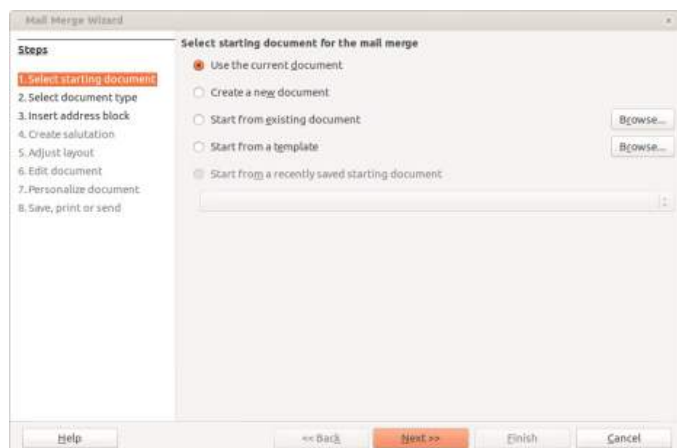 Mail Merge Wizard
Steps
1. Select starting document
2. Select document type
3. Insert address block
4. Create salutation
5. Adjust layout
6. Edit document
7. Personalize document
8. Save, print or send
Select starting document for the mail merge
Use the current document
Create a new document
Start from existing document
Browse...
Start from a template
Browse...
Start from a recently saved starting document
Help
<< Back
Next >>
Finish
Cancel